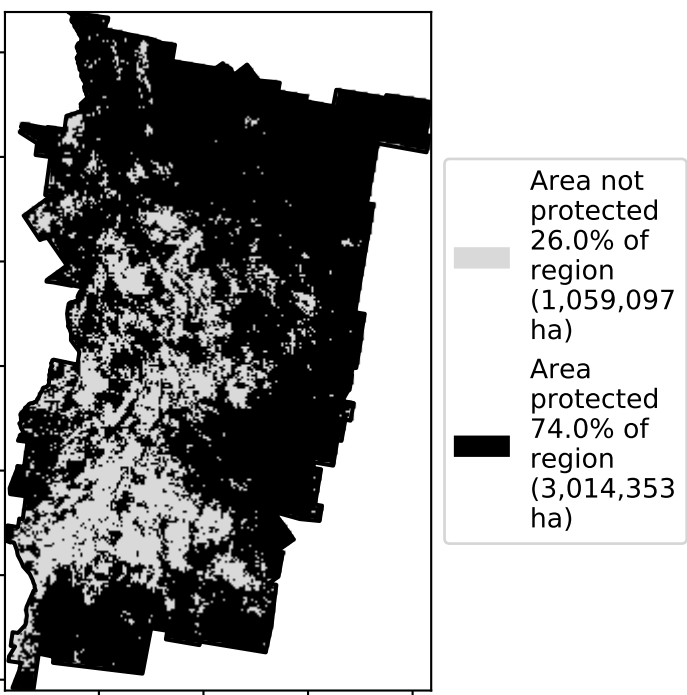 Area not
protected
26.0% of
region
(1,059,097
ha)
Area
protected
74.0% of
region
(3,014,353
ha)